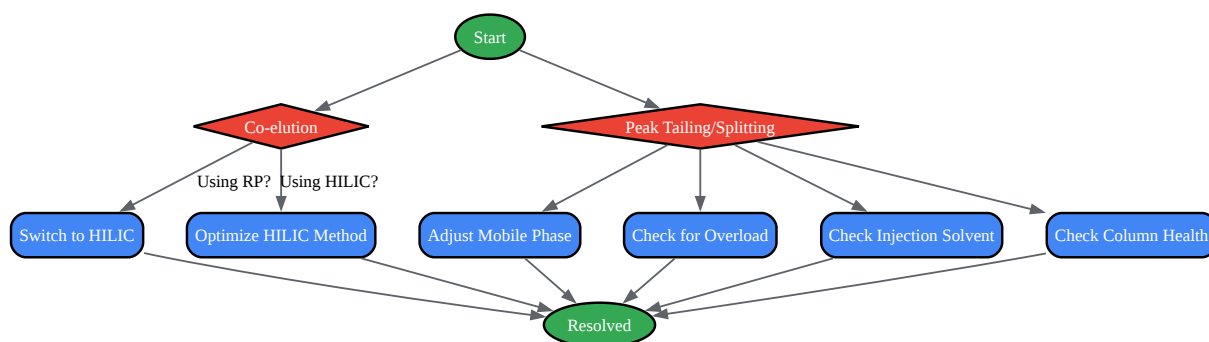 Start
Co-elution
Peak Tailing/Splitting
Using RP?
Using HILIC?
Switch to HILIC
Optimize HILIC Method
Adjust Mobile Phase
Check for Overload
Check Injection Solvent
Check Column Health
Resolved